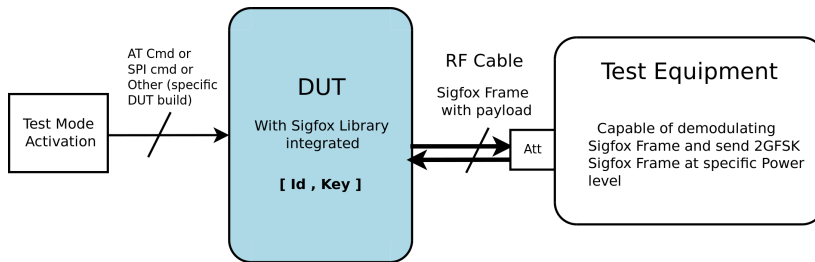 Test Mode
Activation
AT Cmd or
SPI cmd or
Other (specific
DUT build)
DUT
With Sigfox Library
integrated
[ Id , Key ]
RF Cable
Sigfox Frame
with payload
Att
Test Equipment
Capable of demodulating
Sigfox Frame and send 2GFSK
Sigfox Frame at specific Power
level